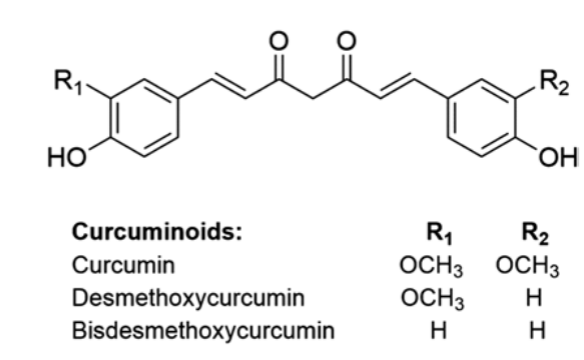 O O
R₁ R₂
HO OH
Curcuminoids: R₁ R₂
Curcumin OCH₃ OCH₃
Desmethoxycurcumin OCH₃ H
Bisdesmethoxycurcumin H H